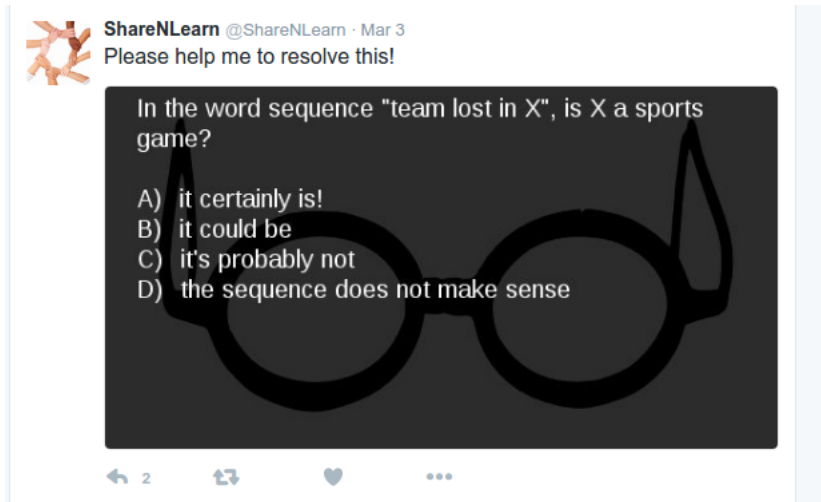 ShareNLearn @ShareNLearn · Mar 3
Please help me to resolve this!
In the word sequence "team lost in X", is X a sports
game?
A) it certainly is!
B) it could be
C) it's probably not
D) the sequence does not make sense
2